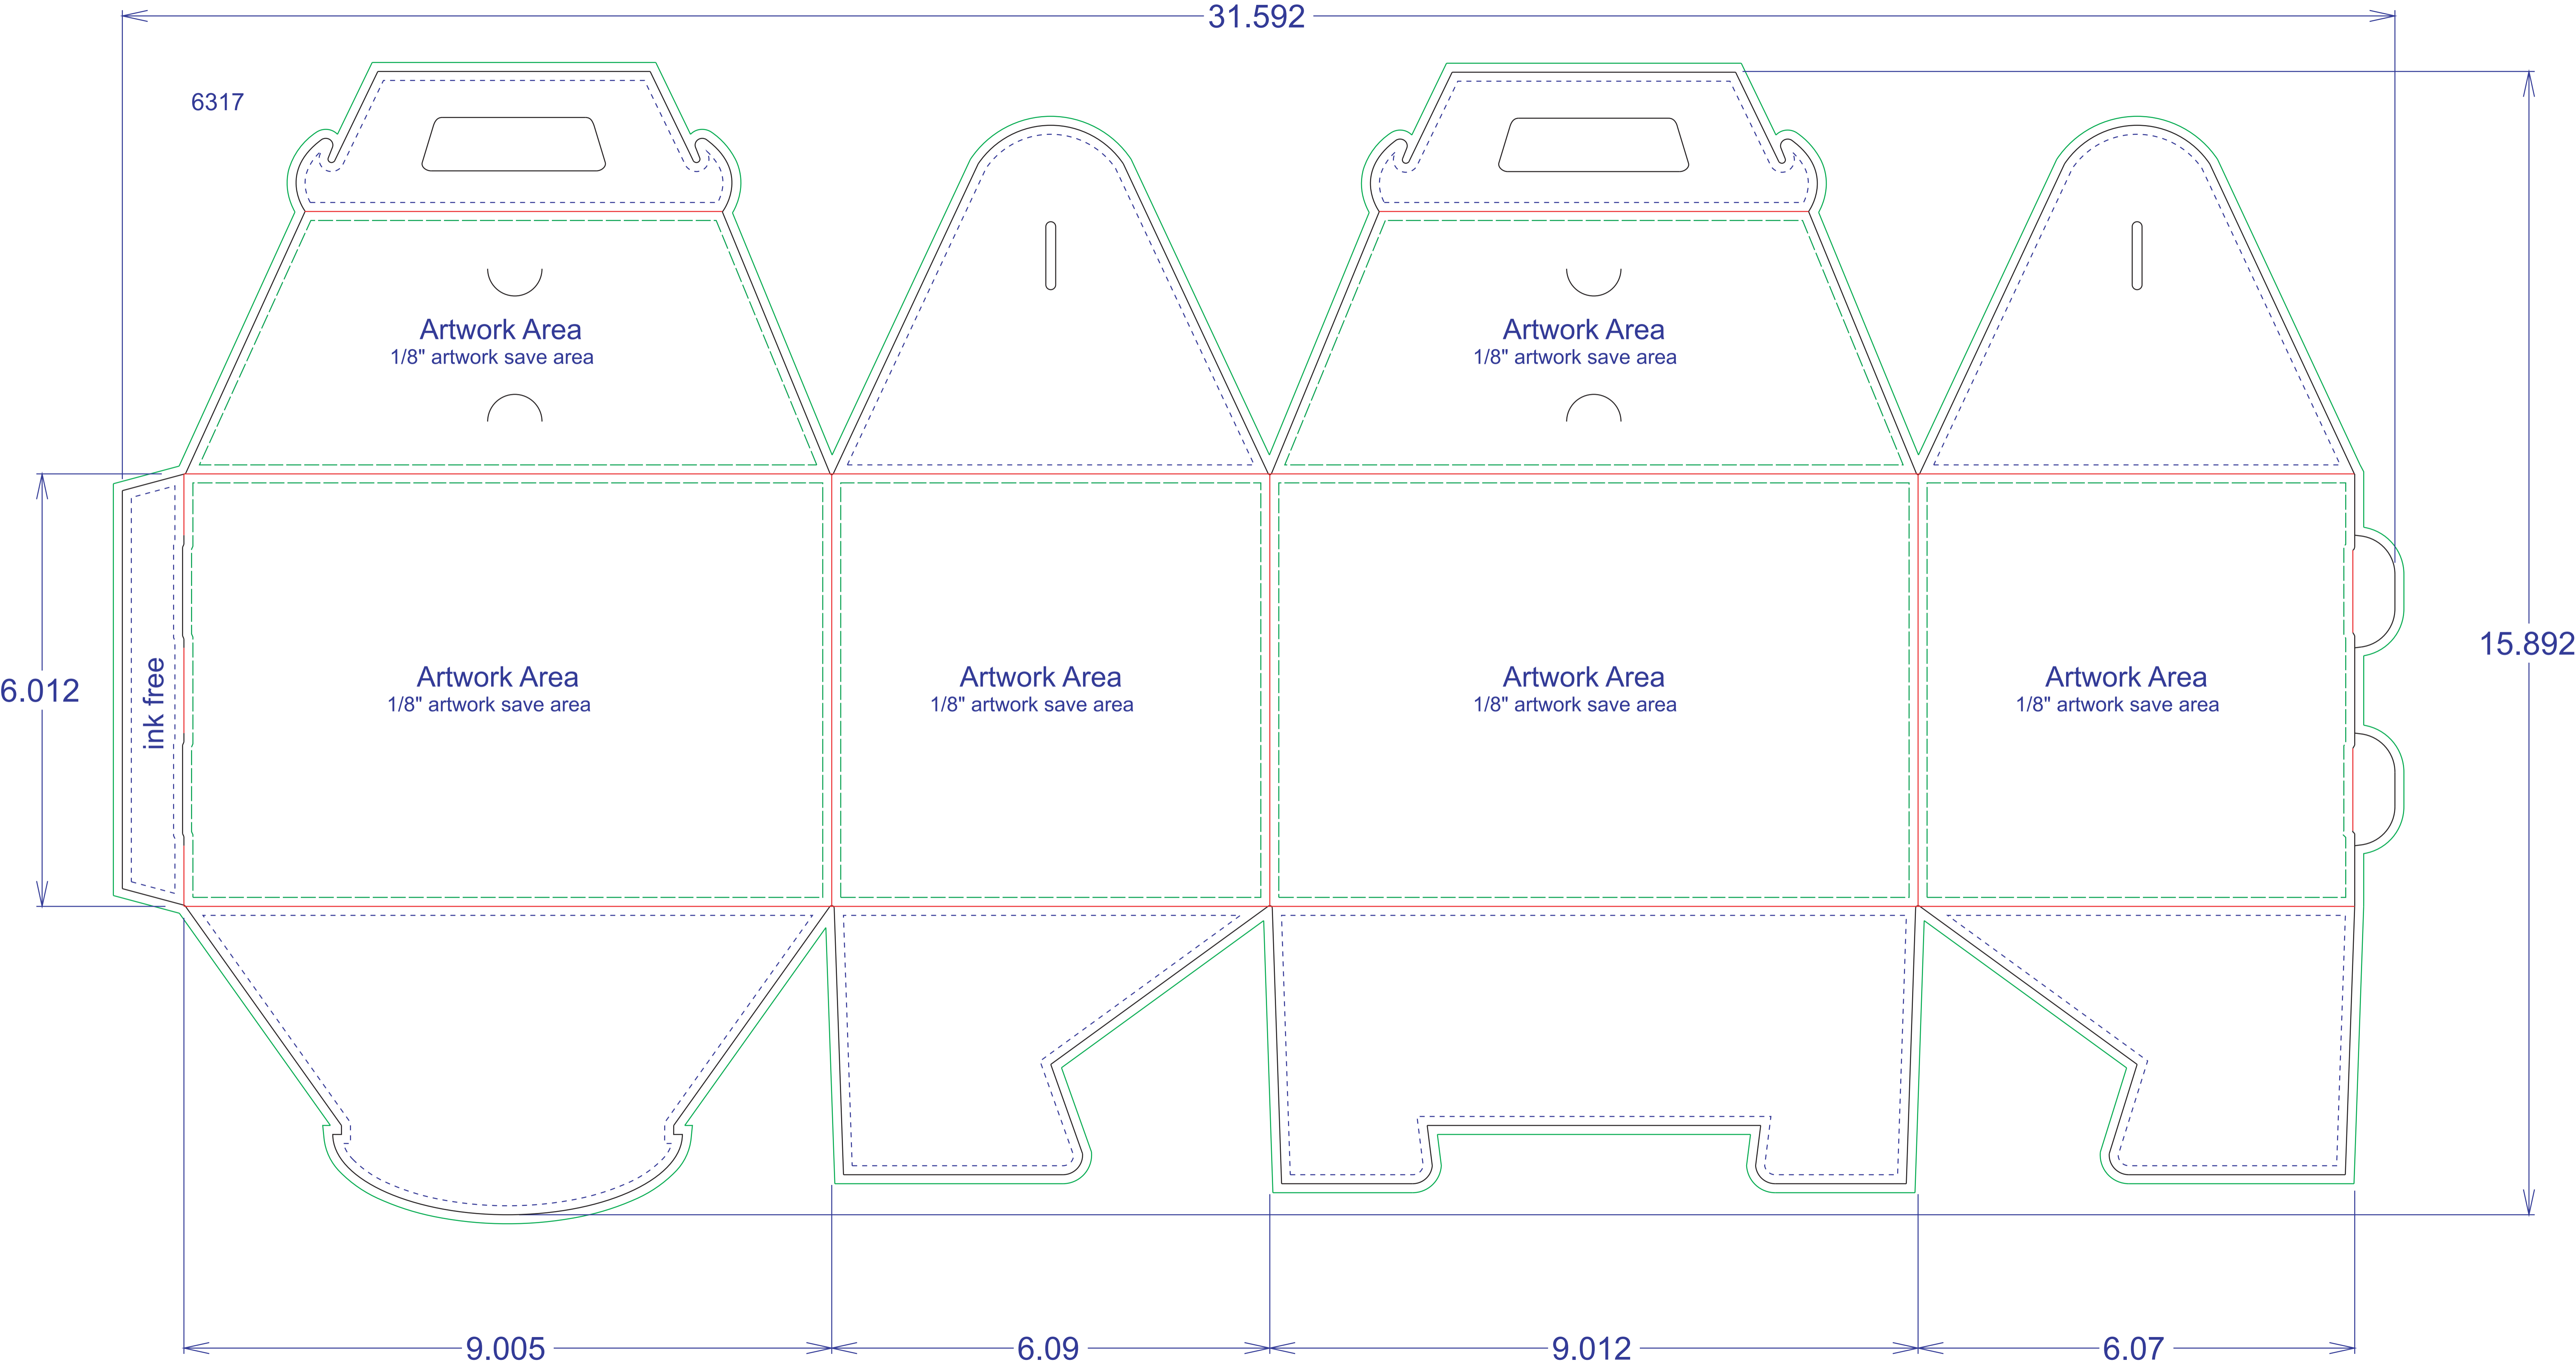 31.592
6317
Artwork Area
1/8" artwork save area
Artwork Area
1/8" artwork save area
15.892
6.012
ink free
Artwork Area
1/8" artwork save area
Artwork Area
1/8" artwork save area
Artwork Area
1/8" artwork save area
Artwork Area
1/8" artwork save area
9.005
6.09
9.012
6.07